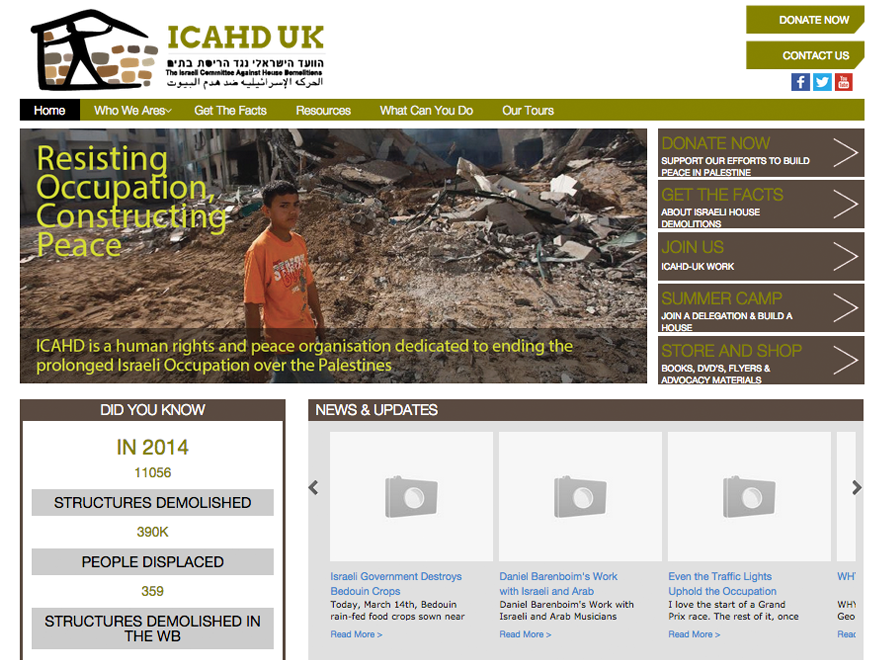 ICAHD UK
הוועד הישראלי נגד הריסת בתים
The Israeli Committee Against House Demolitions
الحركة الإسرائيلية ضد هدم البيوت
DONATE NOW
CONTACT US
You
Tube
Home
Who We Ares
Get The Facts
Resources
What Can You Do
Our Tours
Resisting
Occupation,
Constructing
Peace
ICAHD is a human rights and peace organisation dedicated to ending the
prolonged Israeli Occupation over the Palestines
DONATE NOW
SUPPORT OUR EFFORTS TO BUILD
PEACE IN PALESTINE
GET THE FACTS
ABOUT ISRAELI HOUSE
DEMOLITIONS
JOIN US
ICAHD-UK WORK
SUMMER CAMP
JOIN A DELEGATION & BUILD A
HOUSE
STORE AND SHOP
BOOKS, DVD'S, FLYERS &
ADVOCACY MATERIALS
DID YOU KNOW
IN 2014
11056
STRUCTURES DEMOLISHED
390K
PEOPLE DISPLACED
359
STRUCTURES DEMOLISHED IN
THE WB
NEWS & UPDATES
Israeli Government Destroys
Bedouin Crops
Today, March 14th, Bedouin
rain-fed food crops sown near
Read More >
Daniel Barenboim's Work
with Israeli and Arab
Daniel Barenboim's Work with
Israeli and Arab Musicians
Read More >
Even the Traffic Lights
Uphold the Occupation
I love the start of a Grand
Prix race. The rest of it, once
Read More >
WHY
WHY
Geo
Read